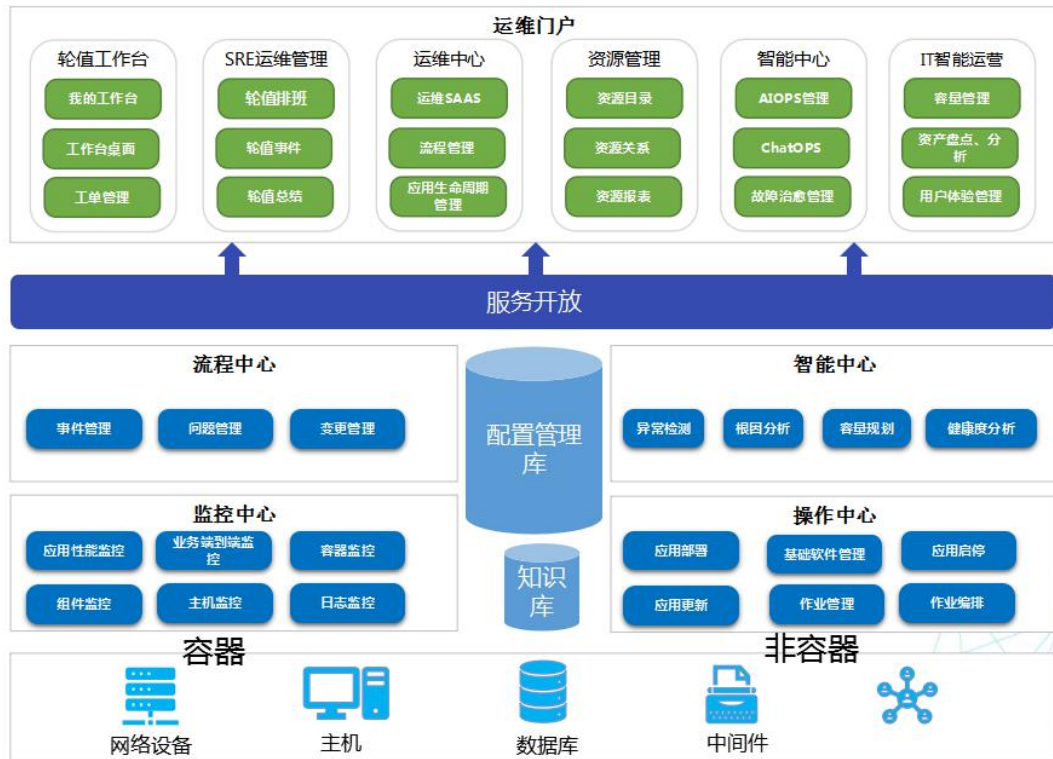 运维门户
轮值工作台
我的工作台
工作台桌面
工单管理
SRE运维管理
轮值排班
轮值事件
轮值总结
运维中心
运维SAAS
流程管理
应用生命周期
管理
资源管理
资源目录
资源关系
资源报表
智能中心
AIOPS管理
ChatOPS
故障治愈管理
IT智能运营
容量管理
资产盘点、分
析
用户体验管理
服务开放
流程中心
事件管理
问题管理
变更管理
配置管理
库
智能中心
异常检测
根因分析
容量规划
健康度分析
监控中心
应用性能监控
业务端到端监
控
容器监控
组件监控
主机监控
日志监控
知识
库
操作中心
应用部署
基础软件管理
应用启停
应用更新
作业管理
作业编排
容器
非容器
网络设备
主机
数据库
中间件